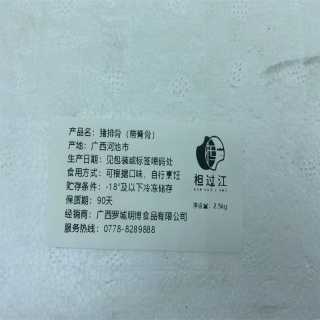 产品名：猪排骨（带脊骨）
产地：广西河池市
生产日期：见包装或标签喷码处
食用方式：可根据口味，自行烹饪
贮存条件：-18°及以下冷冻储存
保质期：90天
经销商：广西罗城明博食品有限公司
服务热线：0778-8289888
担过江
净含量：2.5kg